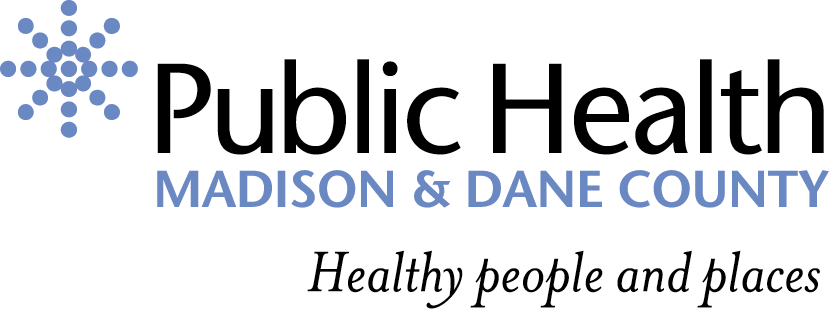 Public Health
MADISON & DANE COUNTY
Healthy people and places